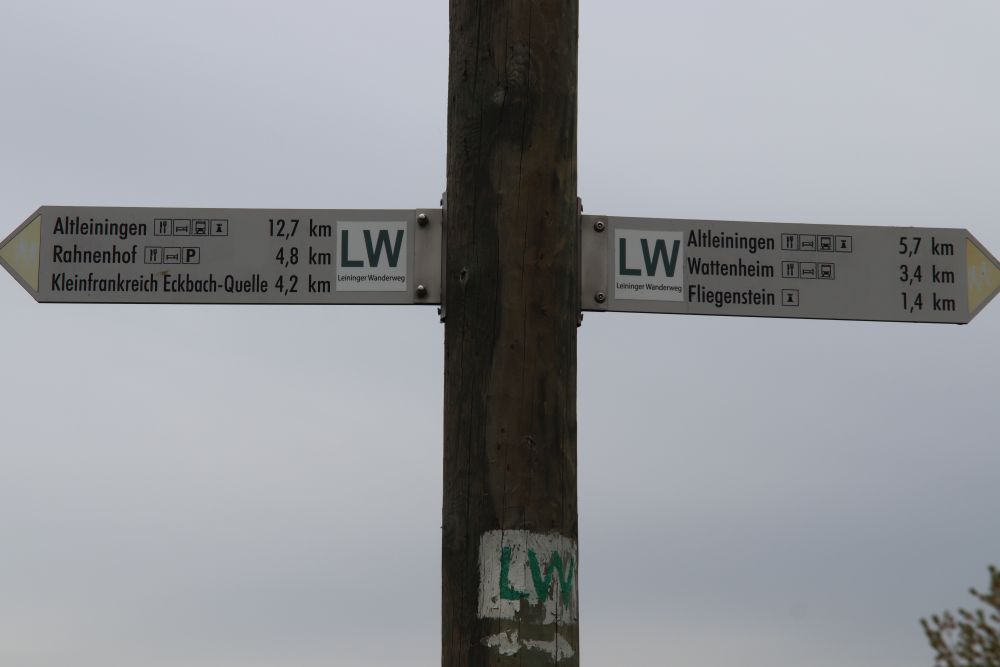 Altleiningen 12,7 km
Rahnenhof P 4,8 km
Kleinfrankreich Eckbach-Quelle 4,2 km
LW
Leininger Wanderweg
LW
Leininger Wanderweg
Altleiningen 5,7 km
Wattenheim 3,4 km
Fliegenstein 1,4 km
LW